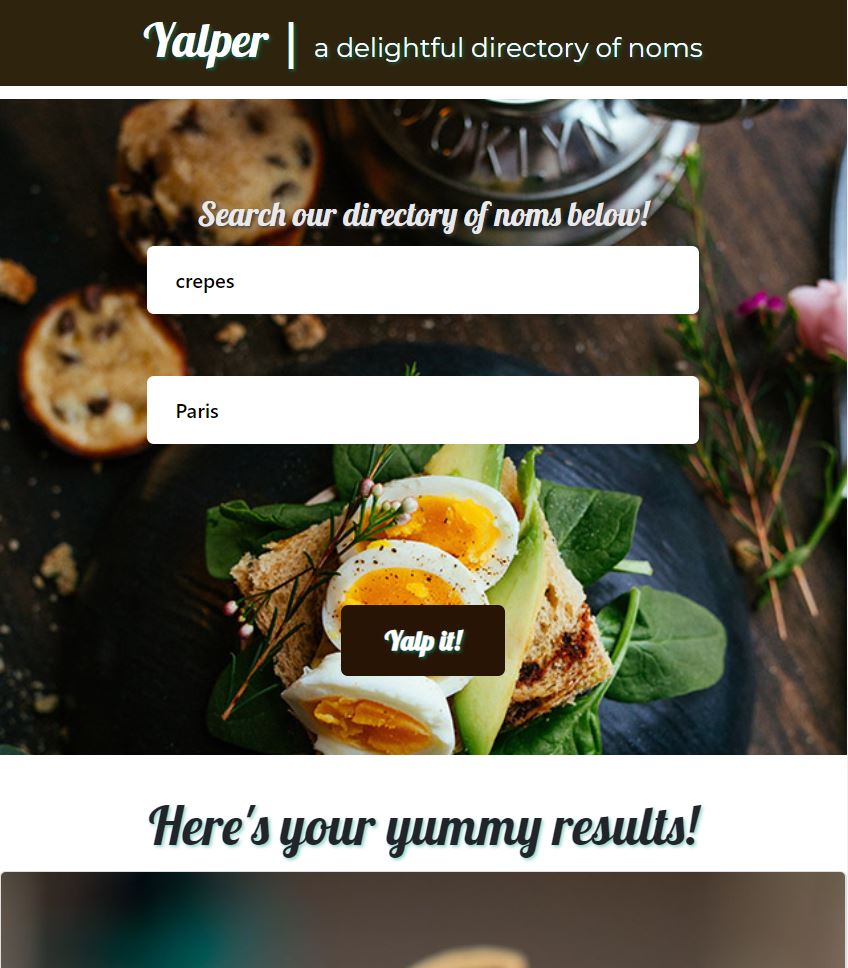 Yalper | a delightful directory of noms
OOKLYN
Search our directory of noms below!
crepes
Paris
Yalp it!
Here's your yummy results!